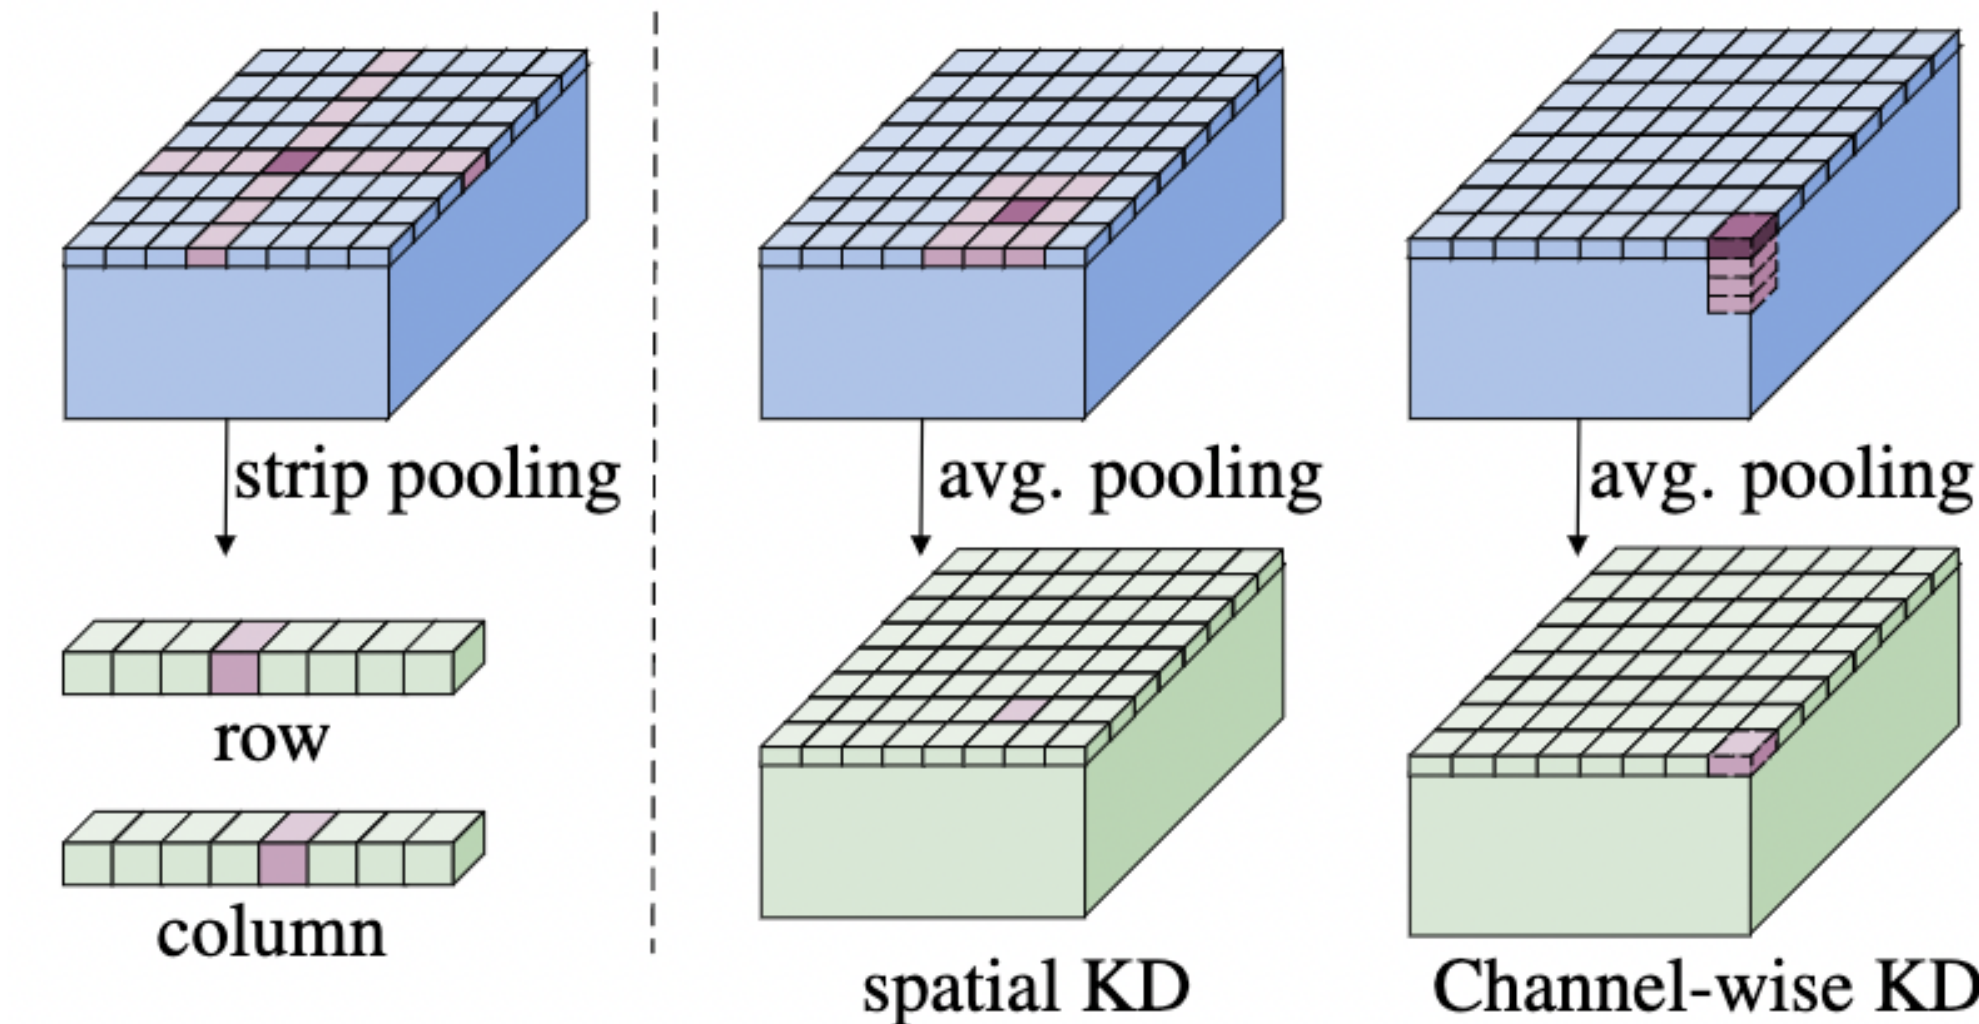 strip pooling
avg. pooling
avg. pooling
row
column
spatial KD
Channel-wise KD